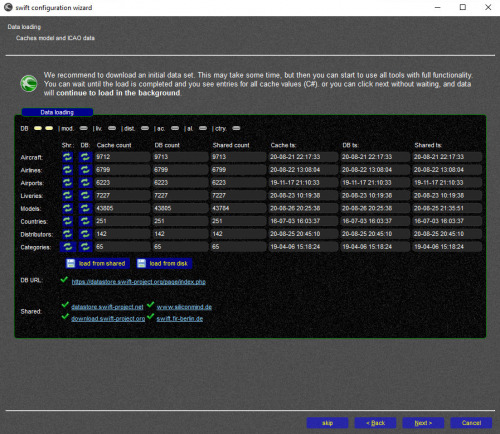 swift configuration wizard
Data loading
Caches model and ICAO data
We recommend to download an initial data set. This may take some time, but then you can start to use all tools with full functionality.
You can wait until the load is completed and you see entries for all cache values (C#). or you can click next without waiting, and data
will continue to load in the background.
Data loading
DB | mod. | liv. | dist. | ac. | al. | ctry.
Shr.: DB: Cache count DB count Shared count Cache ts: DB ts: Shared ts:
Aircraft: 9712 9713 9713 20-08-21 22:17:33 20-08-21 22:17:33 20-08-21 22:17:33
Airlines: 6799 6799 6799 20-08-22 13:08:04 20-08-22 13:08:04 20-08-22 13:08:04
Airports: 6223 6223 6223 19-11-17 21:10:33 19-11-17 21:10:33 19-11-17 21:10:33
Liveries: 7227 7227 7227 20-08-23 10:19:38 20-08-23 10:19:38 20-08-23 10:19:38
Models: 43805 43805 43784 20-08-26 20:25:38 20-08-26 20:25:38 20-08-25 21:35:51
Countries: 251 251 251 16-07-03 16:03:37 16-07-03 16:03:37 16-07-03 16:03:37
Distributors: 142 142 142 20-08-25 20:45:10 20-08-25 20:45:10 20-08-25 20:45:10
Categories: 65 65 65 19-04-06 15:18:24 19-04-06 15:18:24 19-04-06 15:18:24
load from shared load from disk
DB URL: https://datastore.swift-project.org/page/index.php
Shared: datastore.swift-project.net www.siliconmind.de
download.swift-project.org swift.fir-berlin.de
skip < Back Next > Cancel